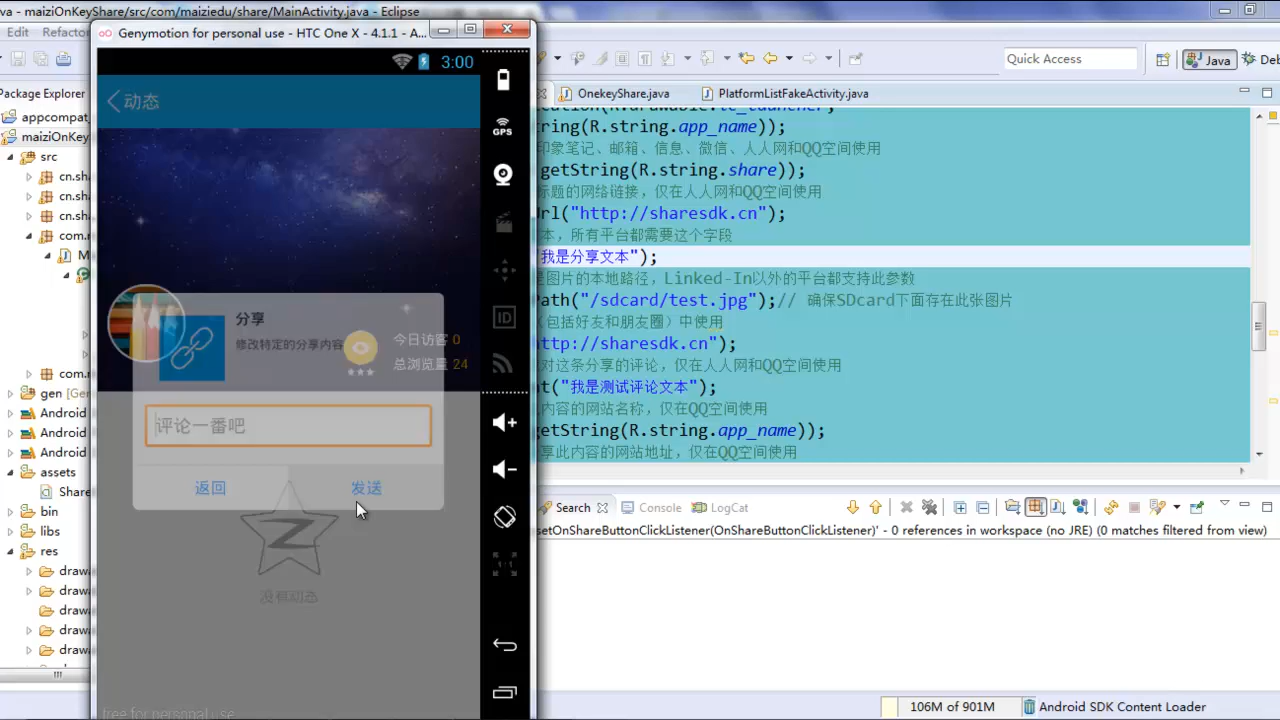 maiziOnKeyShare/src/com/maiziedu/share/MainActivity.java - Eclipse
Genymotion for personal use - HTC One X - 4.1.1 - A...
Edit Refactor
Quick Access
Java
Deb
Package Explorer
OnekeyShare.java
PlatformListFakeActivity.java
3:00
动态
GPS
ID
分享
修改特定的分享内容
今日访客 0
总浏览量 24
评论一番吧
返回
发送
没有动态
free for personal use
appcompat_
maiziOnKey
src
cn.sha
cn.sha
cn.sha
com.m
M
com.m
gen [Gen
Android
Android
Android
assets
Share
bin
libs
res
drawa
drawa
drawa
drawa
drawa
tring(R.string.app_name));
印象笔记、邮箱、信息、微信、人人网和QQ空间使用
getString(R.string.share));
标题的网络链接，仅在人人网和QQ空间使用
rl("http://sharesdk.cn");
本，所有平台都需要这个字段
我是分享文本");
是图片的本地路径，Linked-In以外的平台都支持此参数
Path("/sdcard/test.jpg");// 确保SDcard下面存在此张图片
（包括好友和朋友圈）中使用
ttp://sharesdk.cn");
对这条分享的评论，仅在人人网和QQ空间使用
t("我是测试评论文本");
内容的网站名称，仅在QQ空间使用
getString(R.string.app_name));
享此内容的网站地址，仅在QQ空间使用
Search
Console
LogCat
setOnShareButtonClickListener(OnShareButtonClickListener)' - 0 references in workspace (no JRE) (0 matches filtered from view)
106M of 901M
Android SDK Content Loader